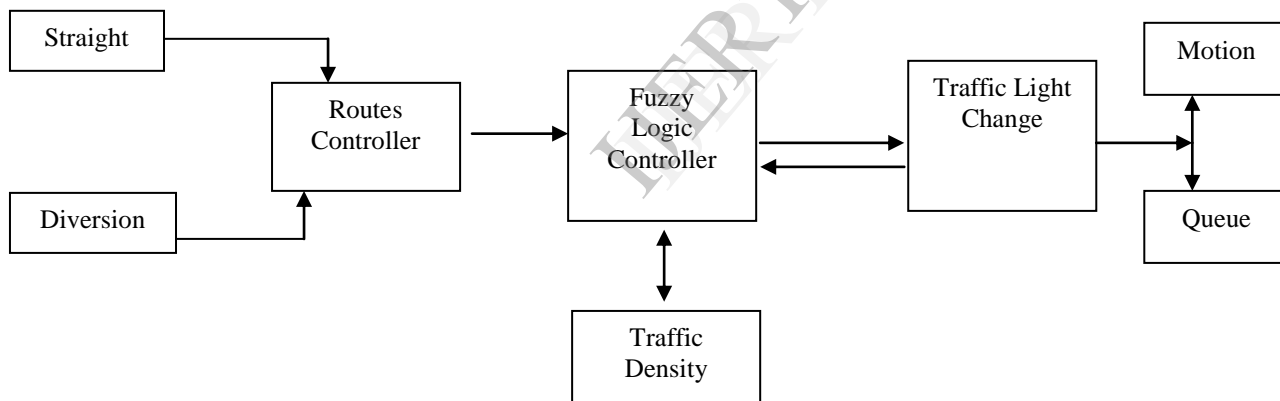 Straight
Diversion
Routes
Controller
Fuzzy
Logic
Controller
Traffic
Density
Traffic Light
Change
Motion
Queue